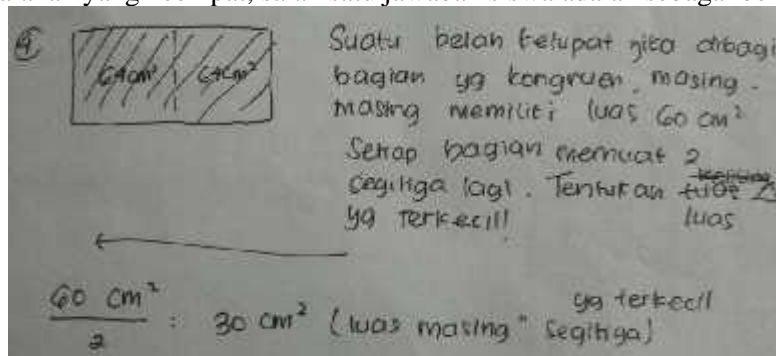 ④ 64cm² 64cm²
Suatu belah ketupat jika dibagi
bagian yg kongruen, masing-
masing memiliki luas 60 cm²
Setiap bagian memuat 2
segitiga lagi. Tentukan luas
yg terkecil!
60 cm²
2
: 30 cm² (luas masing" segitiga)
yg terkecil